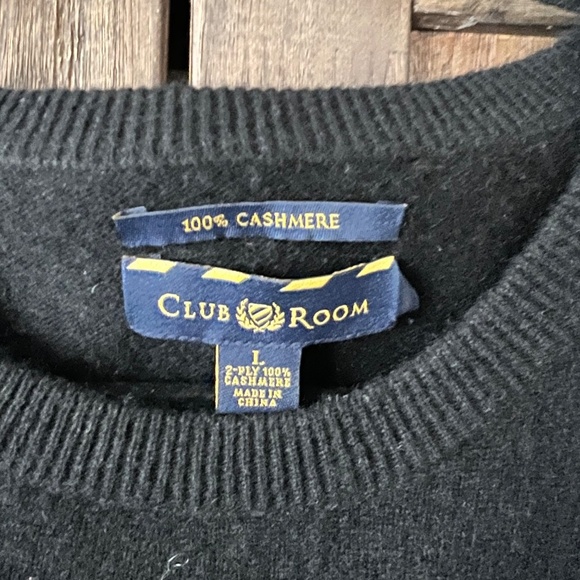 100% CASHMERE
CLUB ROOM
L
2-PLY 100%
CASHMERE
MADE IN
CHINA